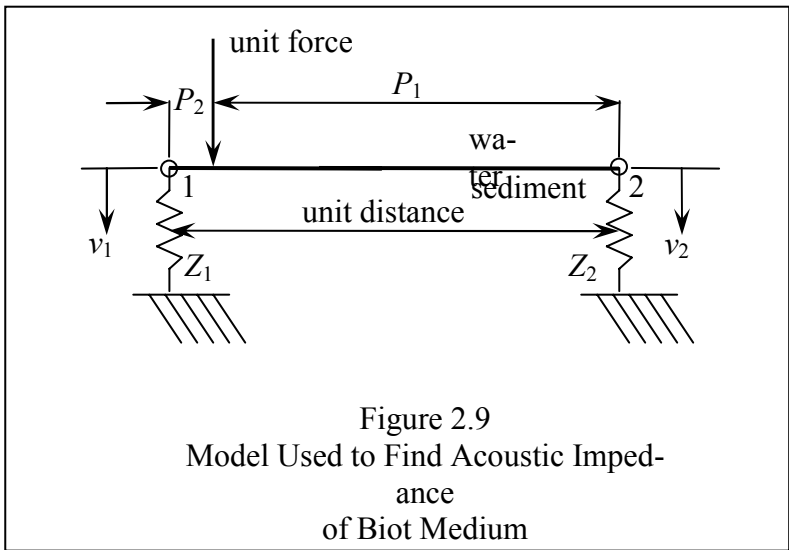 unit force
P1
P2
wa-
ter
sediment
1
2
unit distance
v1
v2
Z1
Z2
Figure 2.9
Model Used to Find Acoustic Imped-
ance
of Biot Medium